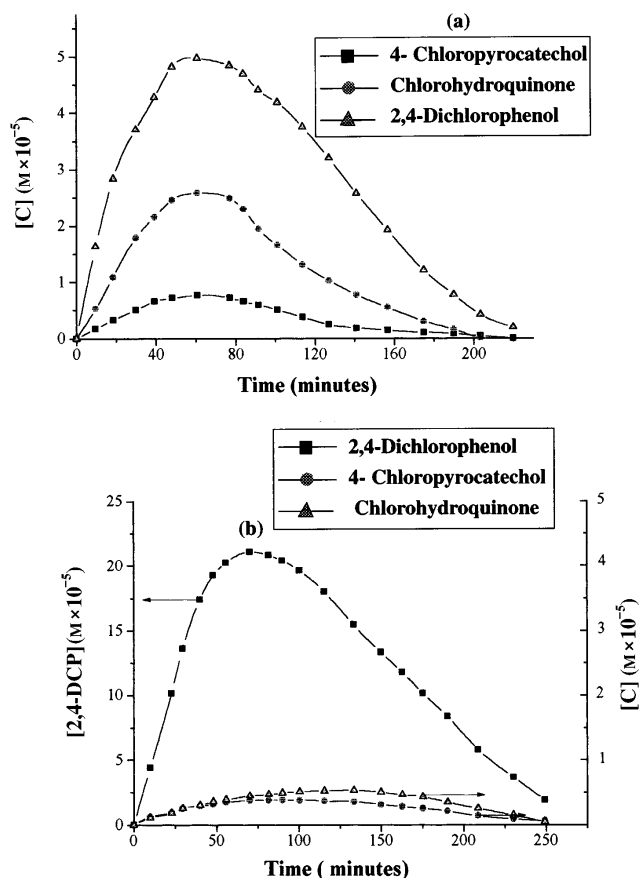 (a)
4- Chloropyrocatechol
Chlorohydroquinone
2,4-Dichlorophenol
[C] (M×10⁻⁵)
5
4
3
2
1
0
0 40 80 120 160 200
Time (minutes)
2,4-Dichlorophenol
4- Chloropyrocatechol
Chlorohydroquinone
(b)
[2,4-DCP](M×10⁻⁵)
25
20
15
10
5
0
5
4
3
2
1
[C] (M×10⁻⁵)
0 50 100 150 200 250
Time ( minutes)